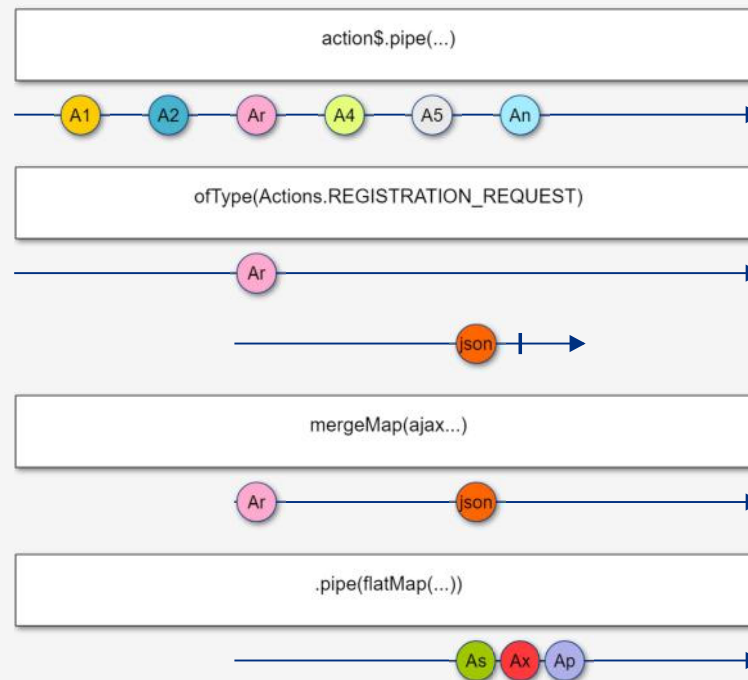 action$.pipe(...)
A1 A2 Ar A4 A5 An
ofType(Actions.REGISTRATION_REQUEST)
Ar
json
mergeMap(ajax...)
Ar json
.pipe(flatMap(...))
As Ax Ap